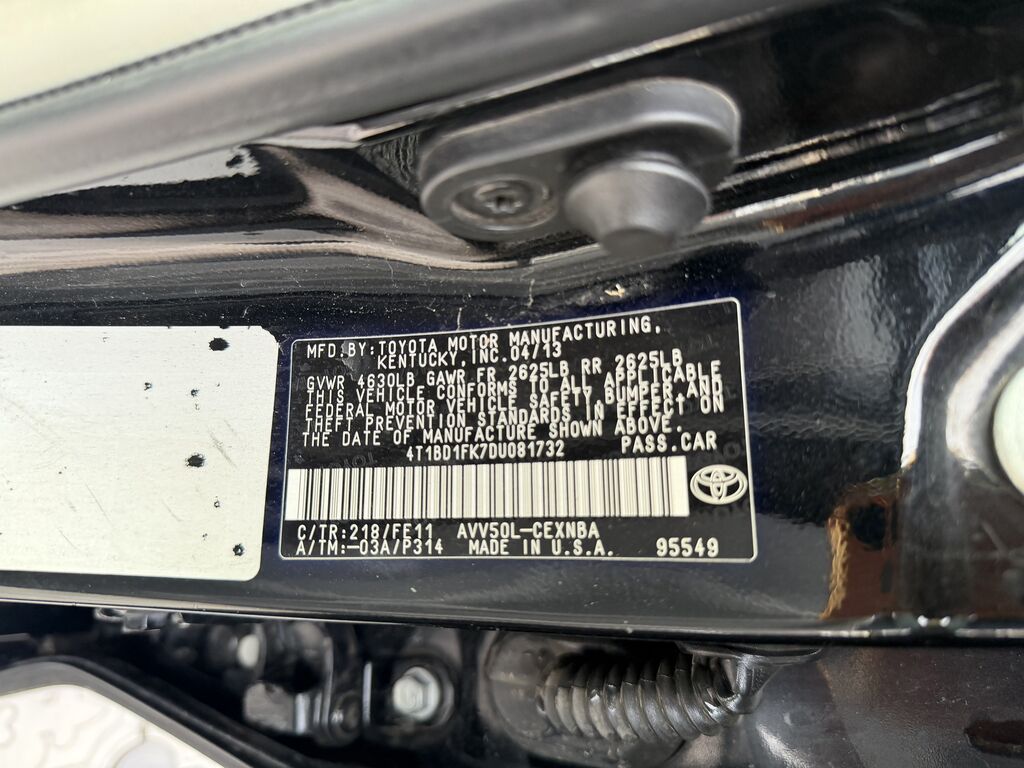 MFD.BY:TOYOTA MOTOR MANUFACTURING,
KENTUCKY, INC.04/13
GVWR 4630LB GAWR FR 2625LB RR 2625LB
THIS VEHICLE CONFORMS TO ALL APPLICABLE
FEDERAL MOTOR VEHICLE SAFETY,BUMPER,AND
THEFT PREVENTION STANDARDS IN EFFECT ON
THE DATE OF MANUFACTURE SHOWN ABOVE.
4T1BD1FK7DU081732 PASS.CAR
C/TR:218/FE11 AVV50L-CEXNBA
A/TM:-03A/P314 MADE IN U.S.A. 95549